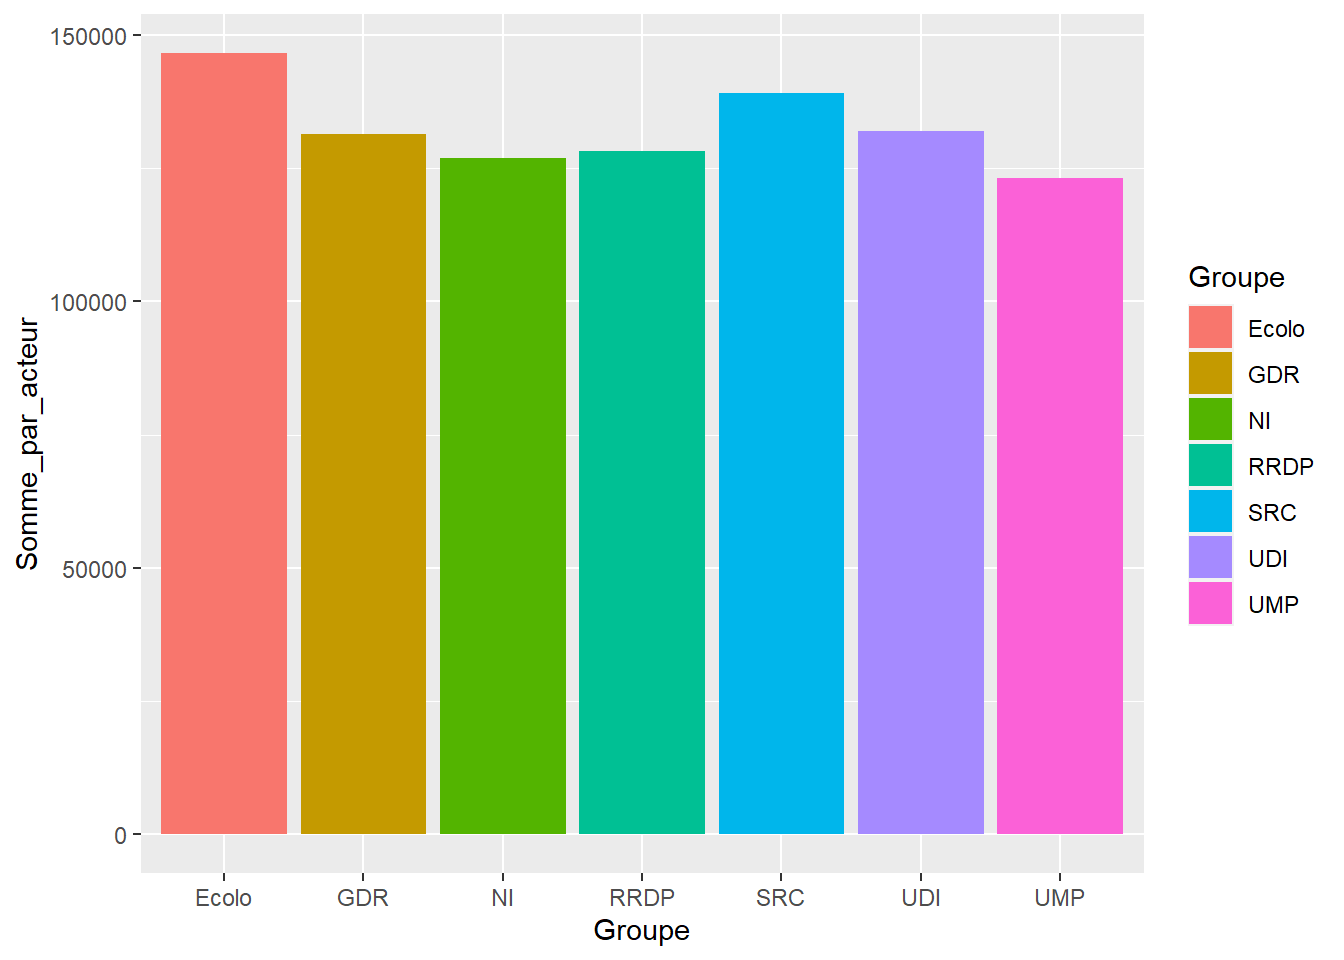 150000
100000
50000
0
Somme_par_acteur
Ecolo GDR NI RRDP SRC UDI UMP
Groupe
Groupe
Ecolo
GDR
NI
RRDP
SRC
UDI
UMP